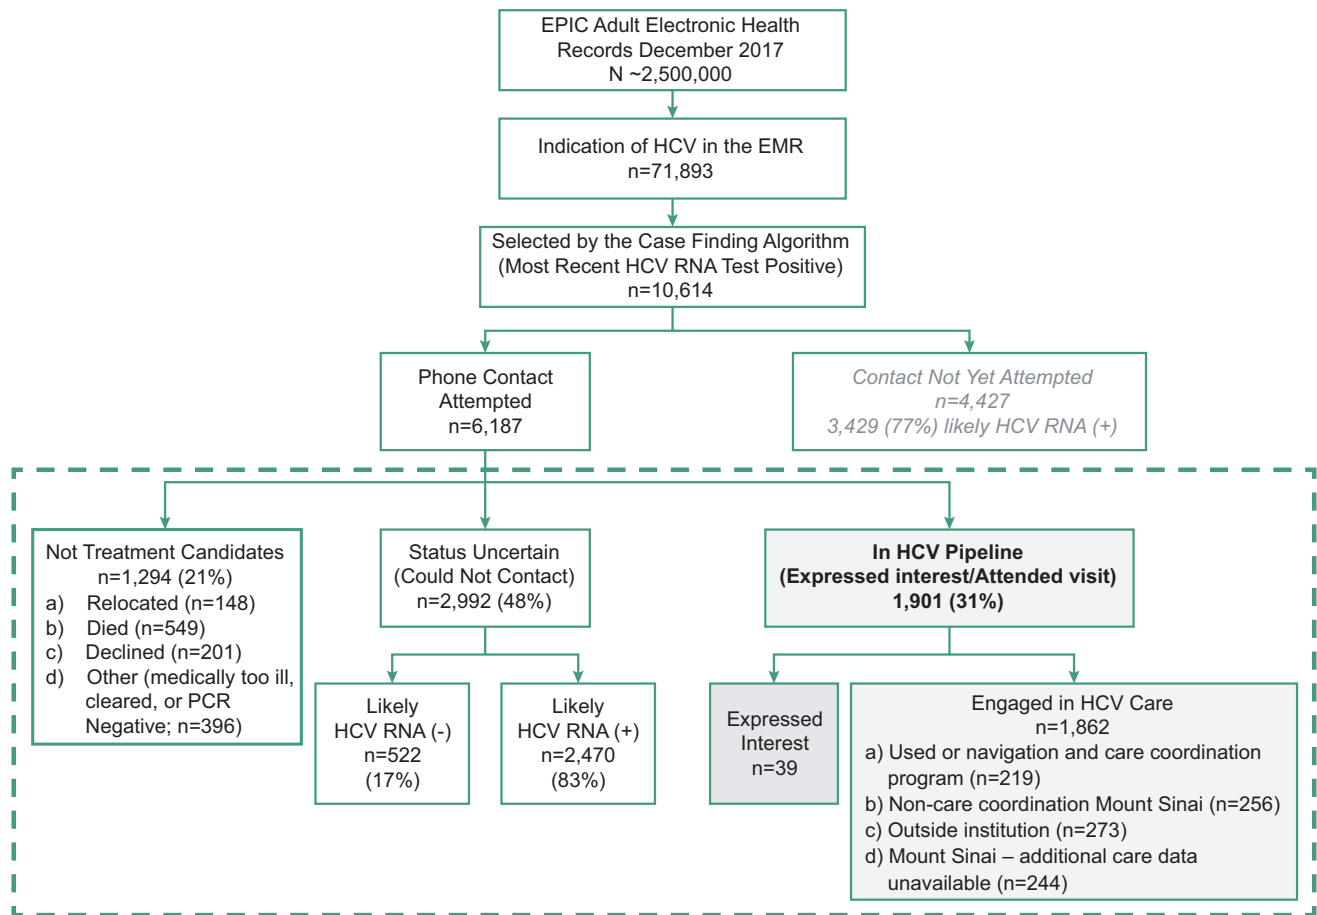 EPIC Adult Electronic Health
Records December 2017
N ~2,500,000
Indication of HCV in the EMR
n=71,893
Selected by the Case Finding Algorithm
(Most Recent HCV RNA Test Positive)
n=10,614
Phone Contact
Attempted
n=6,187
Contact Not Yet Attempted
n=4,427
3,429 (77%) likely HCV RNA (+)
Not Treatment Candidates
n=1,294 (21%)
a) Relocated (n=148)
b) Died (n=549)
c) Declined (n=201)
d) Other (medically too ill,
cleared, or PCR
Negative; n=396)
Status Uncertain
(Could Not Contact)
n=2,992 (48%)
Likely
HCV RNA (-)
n=522
(17%)
Likely
HCV RNA (+)
n=2,470
(83%)
In HCV Pipeline
(Expressed interest/Attended visit)
1,901 (31%)
Expressed
Interest
n=39
Engaged in HCV Care
n=1,862
a) Used or navigation and care coordination
program (n=219)
b) Non-care coordination Mount Sinai (n=256)
c) Outside institution (n=273)
d) Mount Sinai – additional care data
unavailable (n=244)